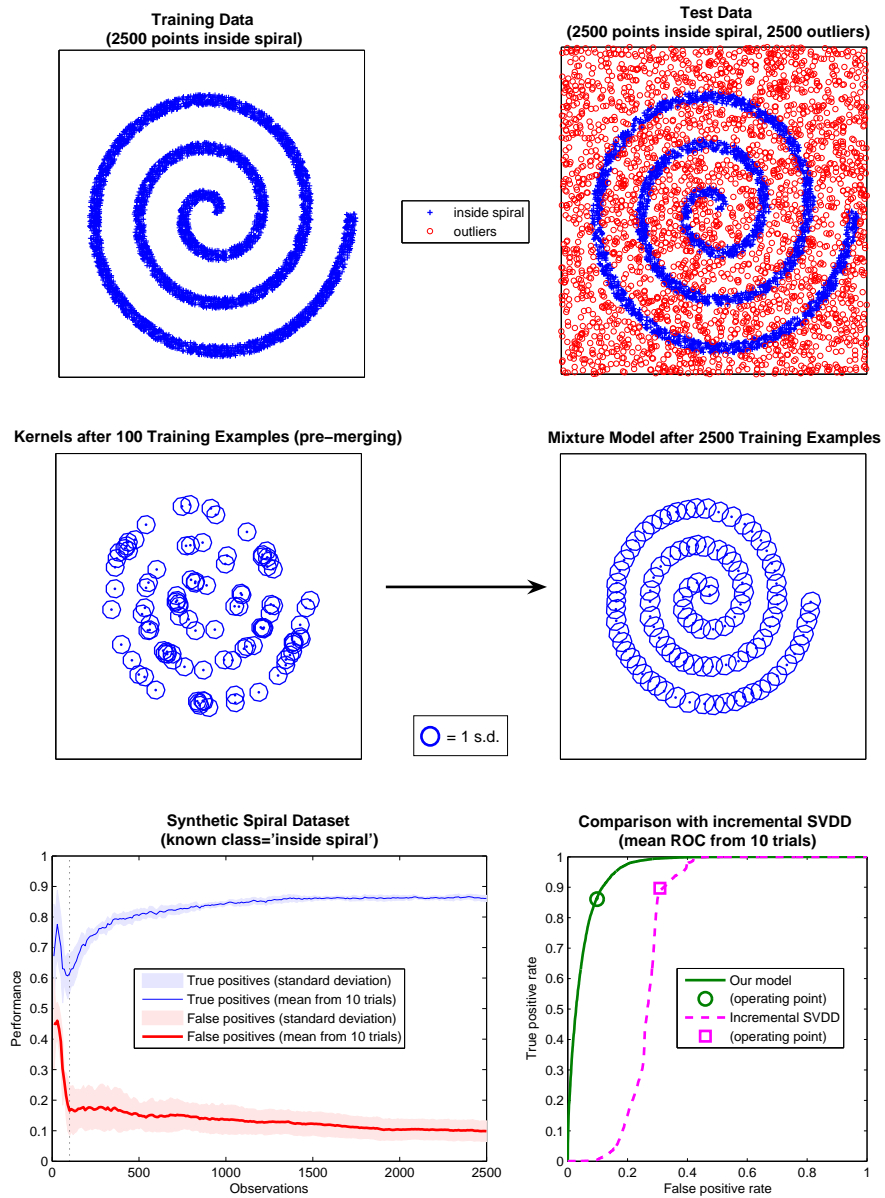 Training Data
(2500 points inside spiral)
Test Data
(2500 points inside spiral, 2500 outliers)
inside spiral
outliers
Kernels after 100 Training Examples (pre−merging)
Mixture Model after 2500 Training Examples
= 1 s.d.
Synthetic Spiral Dataset
(known class='inside spiral')
1
0.9
0.8
0.7
0.6
0.5
0.4
0.3
0.2
0.1
0
Performance
True positives (standard deviation)
True positives (mean from 10 trials)
False positives (standard deviation)
False positives (mean from 10 trials)
0 500 1000 1500 2000 2500
Observations
Comparison with incremental SVDD
(mean ROC from 10 trials)
1
0.9
0.8
0.7
0.6
0.5
0.4
0.3
0.2
0.1
0
True positive rate
Our model
(operating point)
Incremental SVDD
(operating point)
0 0.2 0.4 0.6 0.8 1
False positive rate